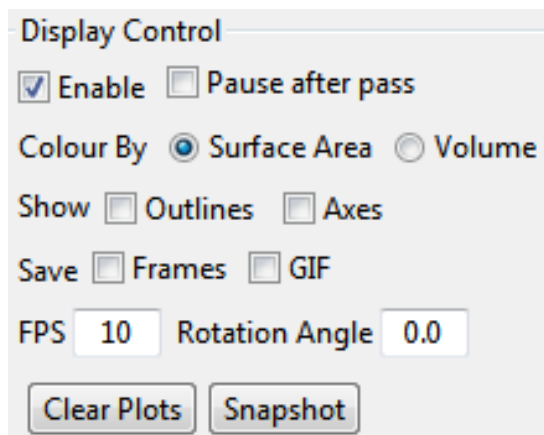 Display Control
Enable Pause after pass
Colour By Surface Area Volume
Show Outlines Axes
Save Frames GIF
FPS 10 Rotation Angle 0.0
Clear Plots Snapshot